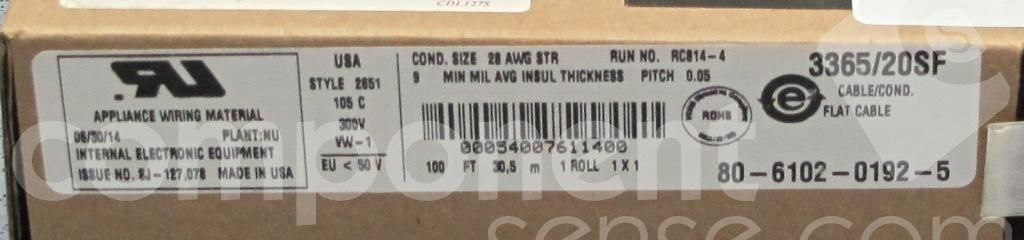 CDL1275
APPLIANCE WIRING MATERIAL
06/30/14 PLANT:NU
INTERNAL ELECTRONIC EQUIPMENT
ISSUE NO. SJ-127,078 MADE IN USA
USA
STYLE 2651
105 C
300V
VW-1
EU < 50 V
COND. SIZE 28 AWG STR RUN NO. RC814-4
9 MIN MIL AVG INSUL THICKNESS PITCH 0.05
00054007611400
100 FT 30,5 m 1 ROLL 1 X 1
ROHS
3365/20SF
CABLE/COND.
FLAT CABLE
80-6102-0192-5
component
sense.com